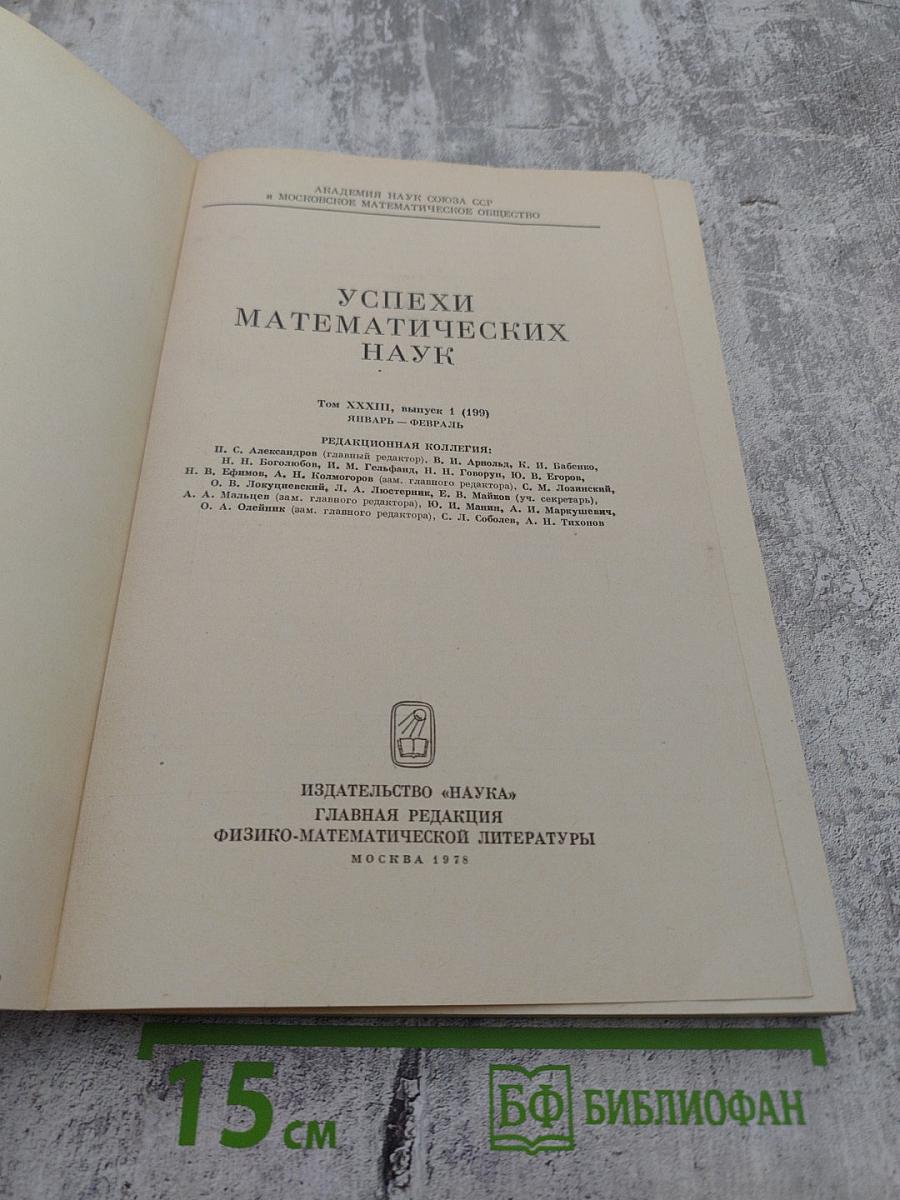 АКАДЕМИЯ НАУК СОЮЗА ССР
и МОСКОВСКОЕ МАТЕМАТИЧЕСКОЕ ОБЩЕСТВО
УСПЕХИ
МАТЕМАТИЧЕСКИХ
НАУК
Том XXXIII, выпуск 1 (199)
ЯНВАРЬ — ФЕВРАЛЬ
РЕДАКЦИОННАЯ КОЛЛЕГИЯ:
П. С. Александров (главный редактор), В. И. Арнольд, К. И. Бабенко,
Н. Н. Боголюбов, И. М. Гельфанд, Н. Н. Говорун, Ю. В. Егоров,
Н. В. Ефимов, А. Н. Колмогоров (зам. главного редактора), С. М. Лозинский,
О. В. Локуциевский, Л. А. Люстерник, Е. В. Майков (уч. секретарь),
А. А. Мальцев (зам. главного редактора), Ю. И. Манин, А. И. Маркушевич,
О. А. Олейник (зам. главного редактора), С. Л. Соболев, А. Н. Тихонов
ИЗДАТЕЛЬСТВО «НАУКА»
ГЛАВНАЯ РЕДАКЦИЯ
ФИЗИКО-МАТЕМАТИЧЕСКОЙ ЛИТЕРАТУРЫ
МОСКВА 1978
15 см
БФ БИБЛИОФАН